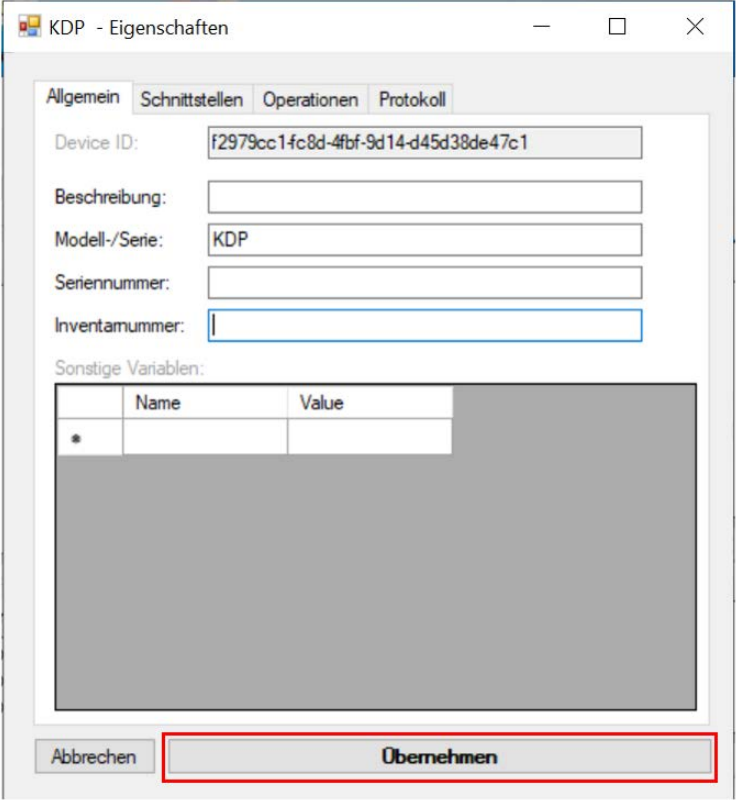 KDP - Eigenschaften
Allgemein Schnittstellen Operationen Protokoll
Device ID: f2979cc1-fc8d-4fbf-9d14-d45d38de47c1
Beschreibung:
Modell-/Serie: KDP
Seriennummer:
Inventarnummer:
Sonstige Variablen:
Name Value
*
Abbrechen Übernehmen